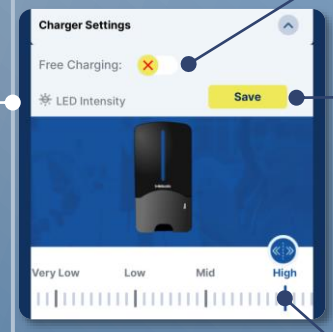 Charger Settings
Free Charging:
LED Intensity
Save
Very Low Low Mid High